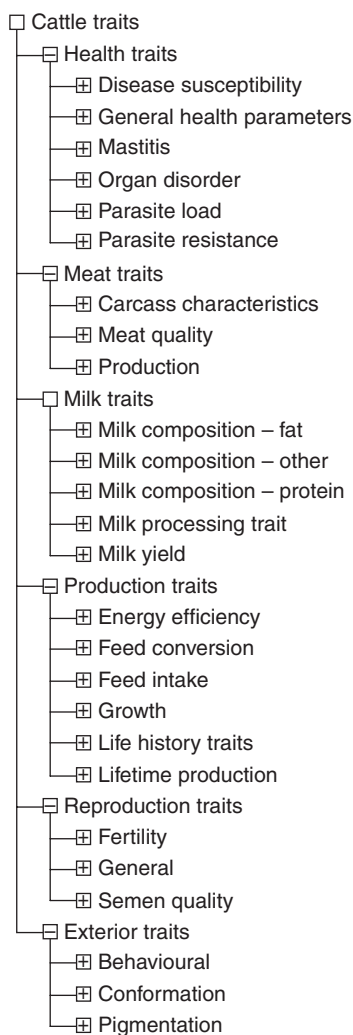 Cattle traits
Health traits
Disease susceptibility
General health parameters
Mastitis
Organ disorder
Parasite load
Parasite resistance
Meat traits
Carcass characteristics
Meat quality
Production
Milk traits
Milk composition – fat
Milk composition – other
Milk composition – protein
Milk processing trait
Milk yield
Production traits
Energy efficiency
Feed conversion
Feed intake
Growth
Life history traits
Lifetime production
Reproduction traits
Fertility
General
Semen quality
Exterior traits
Behavioural
Conformation
Pigmentation